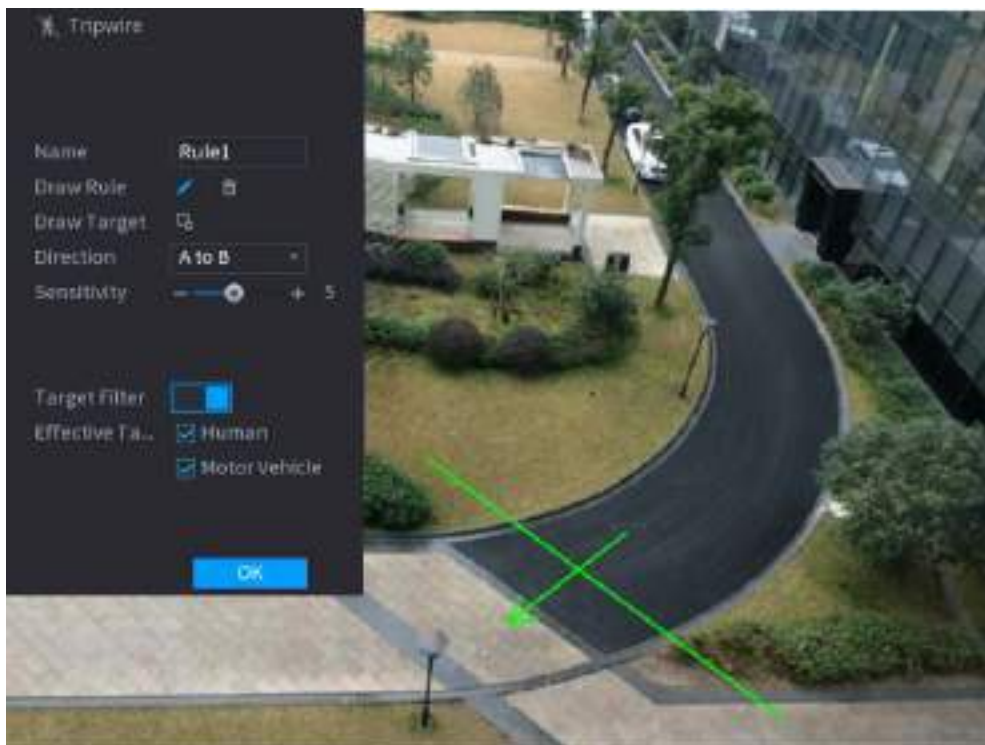 Tripwire
Name Rule1
Draw Rule
Draw Target
Direction A to B
Sensitivity - + 5
Target Filter
Effective Ta...
Human
Motor Vehicle
OK